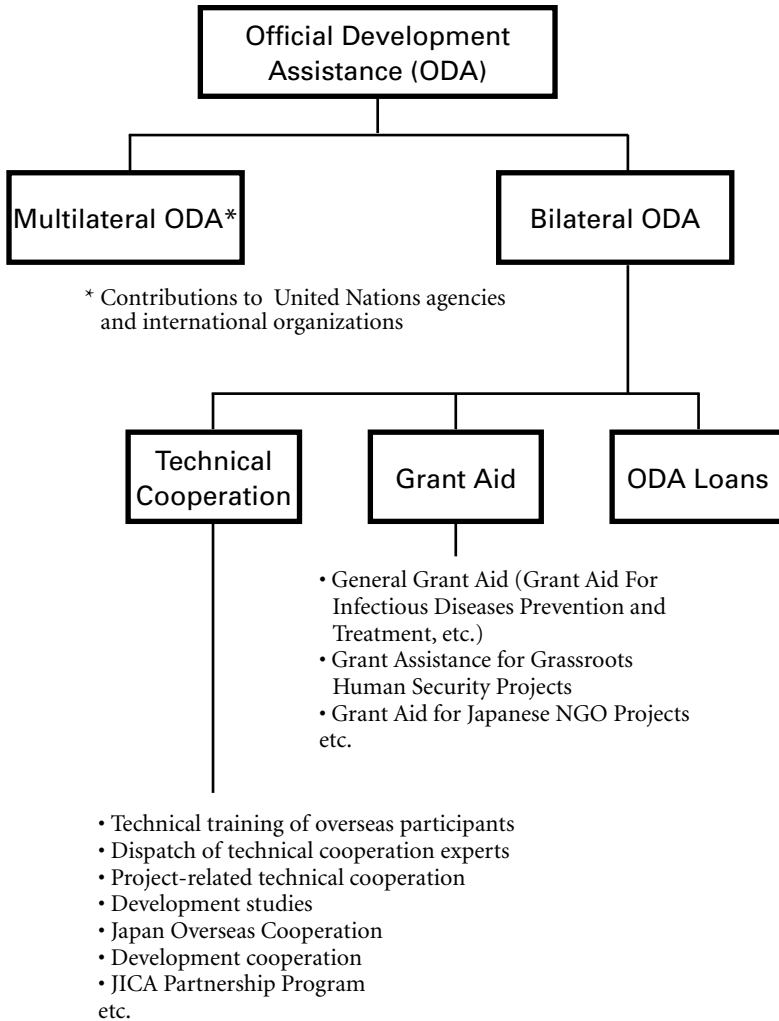 Official Development
Assistance (ODA)
Multilateral ODA*
Bilateral ODA
* Contributions to United Nations agencies
and international organizations
Technical
Cooperation
Grant Aid
ODA Loans
• General Grant Aid (Grant Aid For
Infectious Diseases Prevention and
Treatment, etc.)
• Grant Assistance for Grassroots
Human Security Projects
• Grant Aid for Japanese NGO Projects
etc.
• Technical training of overseas participants
• Dispatch of technical cooperation experts
• Project-related technical cooperation
• Development studies
• Japan Overseas Cooperation
• Development cooperation
• JICA Partnership Program
etc.